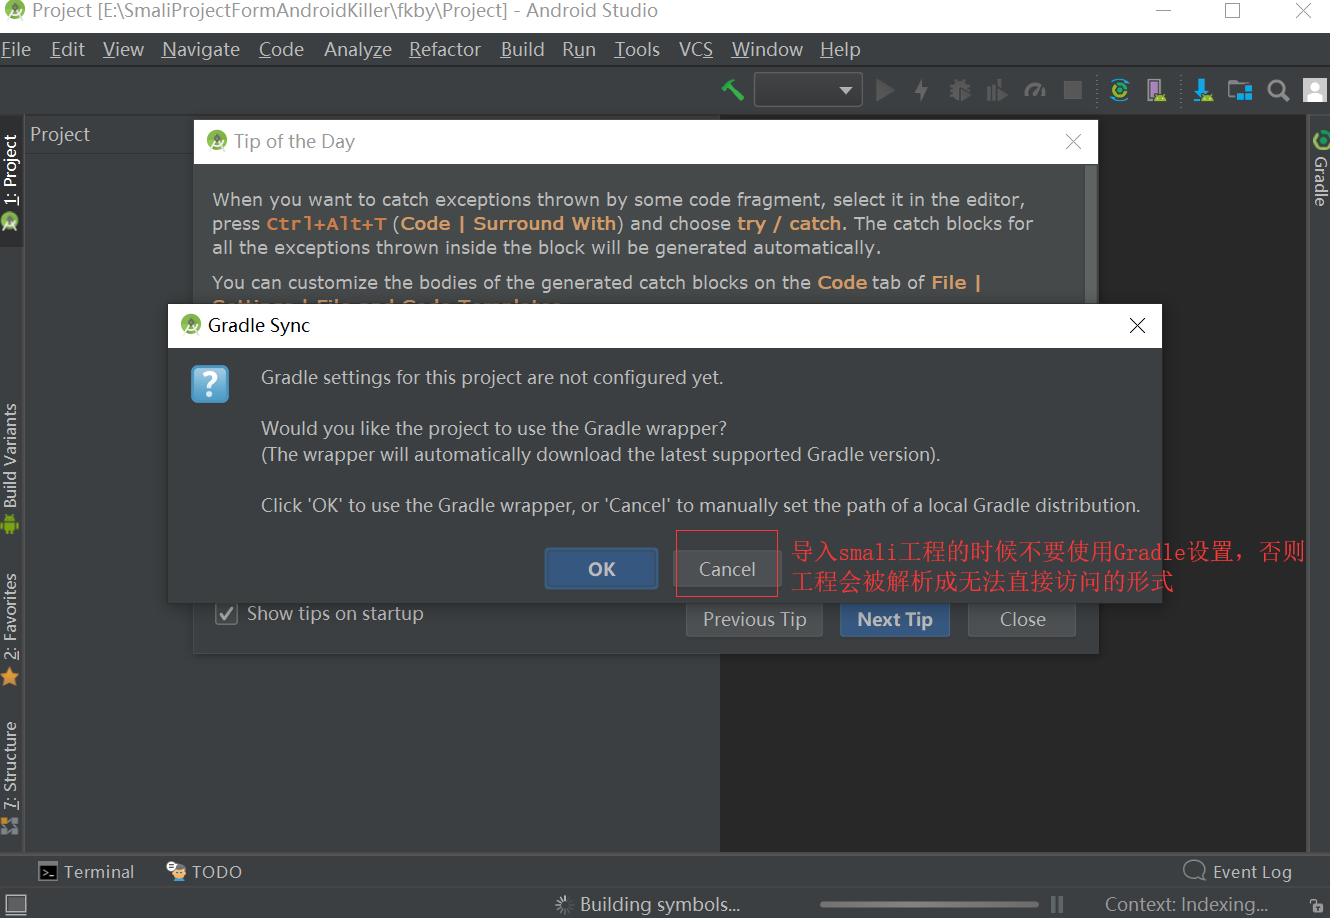 Project [E:\SmaliProjectFormAndroidKiller\fkby\Project] - Android Studio
File Edit View Navigate Code Analyze Refactor Build Run Tools VCS Window Help
Project
1: Project
Gradle
Tip of the Day
When you want to catch exceptions thrown by some code fragment, select it in the editor,
press Ctrl+Alt+T (Code | Surround With) and choose try / catch. The catch blocks for
all the exceptions thrown inside the block will be generated automatically.
You can customize the bodies of the generated catch blocks on the Code tab of File |
Settings | File and Code Templates
Gradle Sync
Gradle settings for this project are not configured yet.
Would you like the project to use the Gradle wrapper?
(The wrapper will automatically download the latest supported Gradle version).
Click 'OK' to use the Gradle wrapper, or 'Cancel' to manually set the path of a local Gradle distribution.
OK
Cancel
导入smali工程的时候不要使用Gradle设置，否则
工程会被解析成无法直接访问的形式
Show tips on startup
Previous Tip
Next Tip
Close
Build Variants
2: Favorites
7: Structure
Terminal
TODO
Event Log
Building symbols...
Context: Indexing...